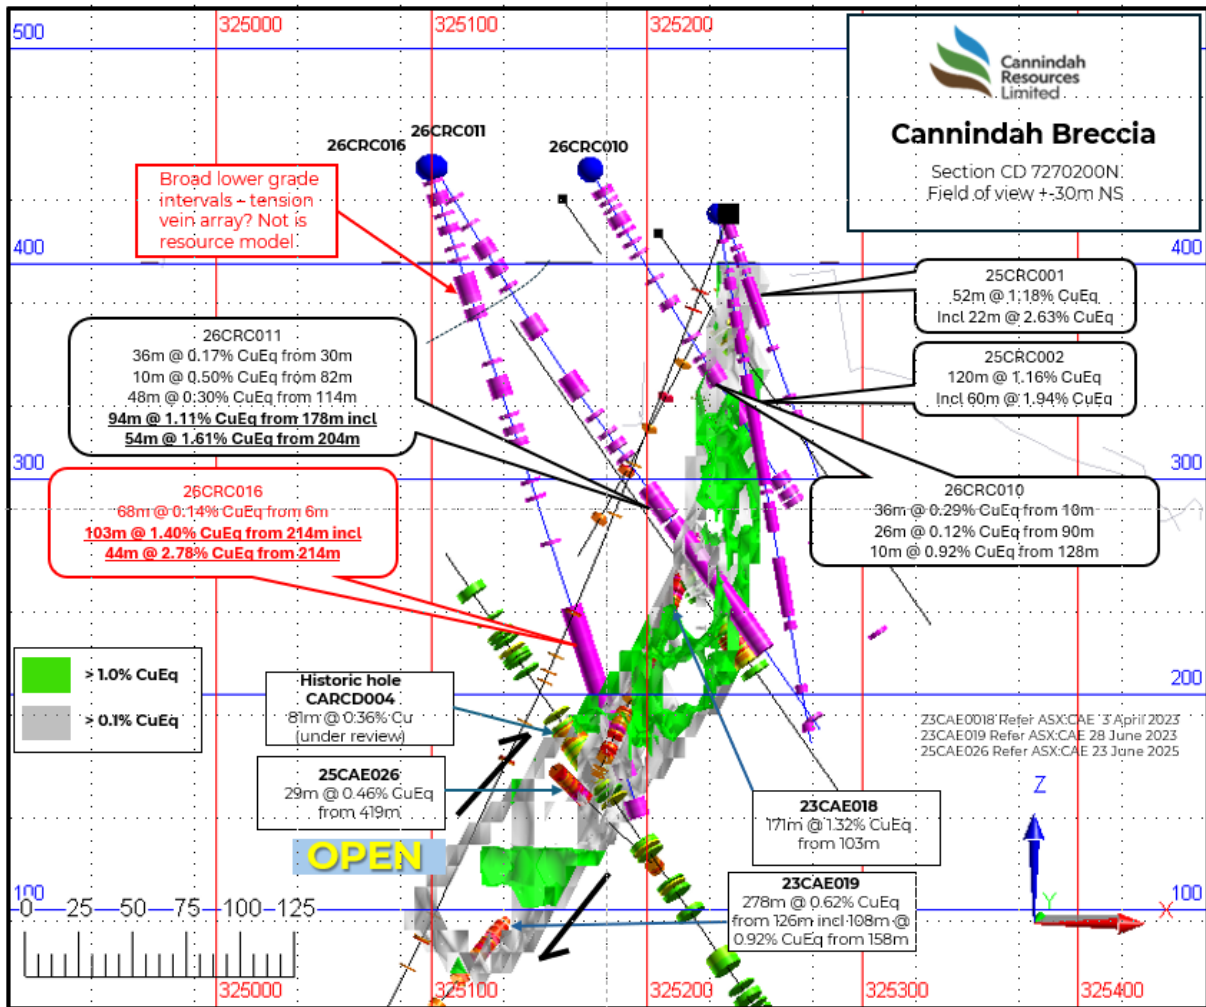 500
325000
325100
325200
Cannindah
Resources
Limited
Cannindah Breccia
Section CD 7270200N
Field of view +-30m NS
26CRC016
26CRC011
26CRC010
Broad lower grade
intervals - tension
vein array? Not is
resource model
400
400
25CRC001
52m @ 1.18% CuEq
Incl 22m @ 2.63% CuEq
25CRC002
120m @ 1.16% CuEq
Incl 60m @ 1.94% CuEq
26CRC011
36m @ 0.17% CuEq from 30m
10m @ 0.50% CuEq from 82m
48m @ 0.30% CuEq from 114m
94m @ 1.11% CuEq from 178m incl
54m @ 1.61% CuEq from 204m
300
300
26CRC016
68m @ 0.14% CuEq from 6m
103m @ 1.40% CuEq from 214m incl
44m @ 2.78% CuEq from 214m
26CRC010
36m @ 0.29% CuEq from 10m
26m @ 0.12% CuEq from 90m
10m @ 0.92% CuEq from 128m
> 1.0% CuEq
> 0.1% CuEq
200
200
Historic hole
CARCD004
81m @ 0.36% Cu
(under review)
23CAE0018 Refer ASX:CAE 3 April 2023
23CAE019 Refer ASX:CAE 28 June 2023
25CAE026 Refer ASX:CAE 23 June 2025
25CAE026
29m @ 0.46% CuEq
from 419m
23CAE018
171m @ 1.32% CuEq
from 103m
OPEN
23CAE019
278m @ 0.62% CuEq
from 126m incl 108m @
0.92% CuEq from 158m
Z
Y
X
100
100
0 25 50 75 100 125
325000
325100
325200
325300
325400